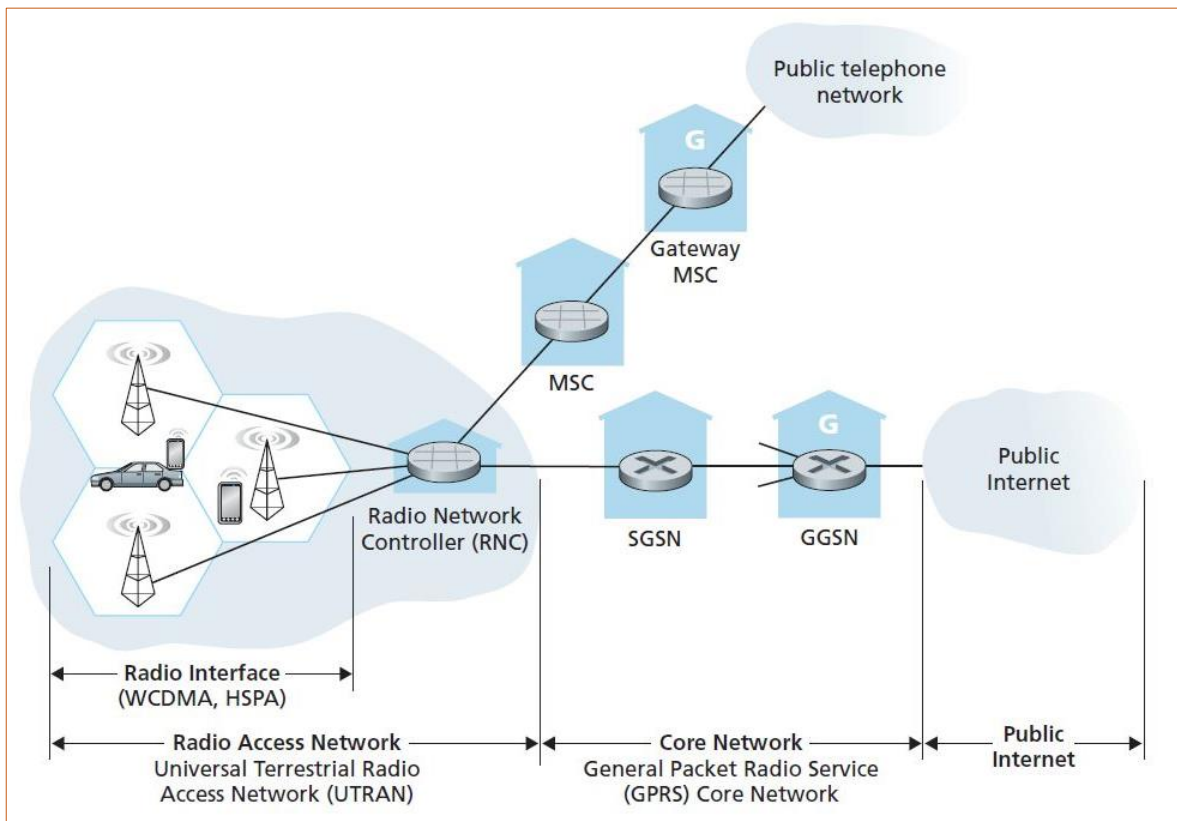 Public telephone
network
G
Gateway
MSC
MSC
Radio Network
Controller (RNC)
SGSN
G
GGSN
Public
Internet
Radio Interface
(WCDMA, HSPA)
Radio Access Network
Universal Terrestrial Radio
Access Network (UTRAN)
Core Network
General Packet Radio Service
(GPRS) Core Network
Public
Internet